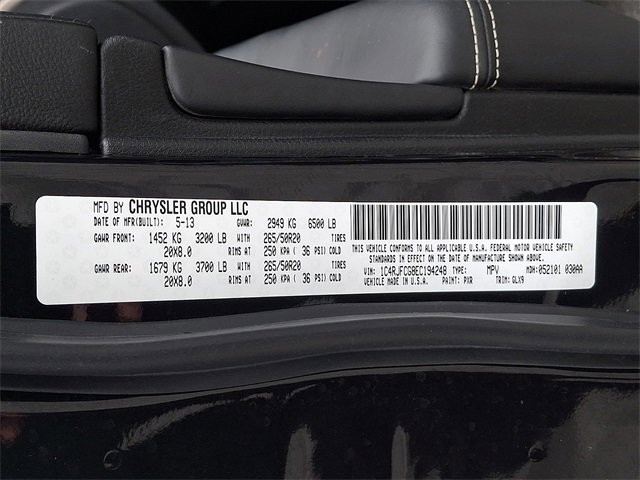 MFD BY CHRYSLER GROUP LLC
DATE OF MFR(BUILT): 5-13 GVWR: 2949 KG 6500 LB
GAWR FRONT: 1452 KG 3200 LB WITH 265/50R20 TIRES
20X8.0 RIMS AT 250 KPA ( 36 PSI) COLD
GAWR REAR: 1679 KG 3700 LB WITH 265/50R20 TIRES
20X8.0 RIMS AT 250 KPA ( 36 PSI) COLD
THIS VEHICLE CONFORMS TO ALL APPLICABLE U.S.A. FEDERAL MOTOR VEHICLE SAFETY
STANDARDS IN EFFECT ON THE DATE OF MANUFACTURE SHOWN ABOVE.
VIN: 1C4RJFCG8EC194248 TYPE: MPV MDH: 052101 030AA
VEHICLE MADE IN U.S.A. PAINT: PXR TRIM: GLX9